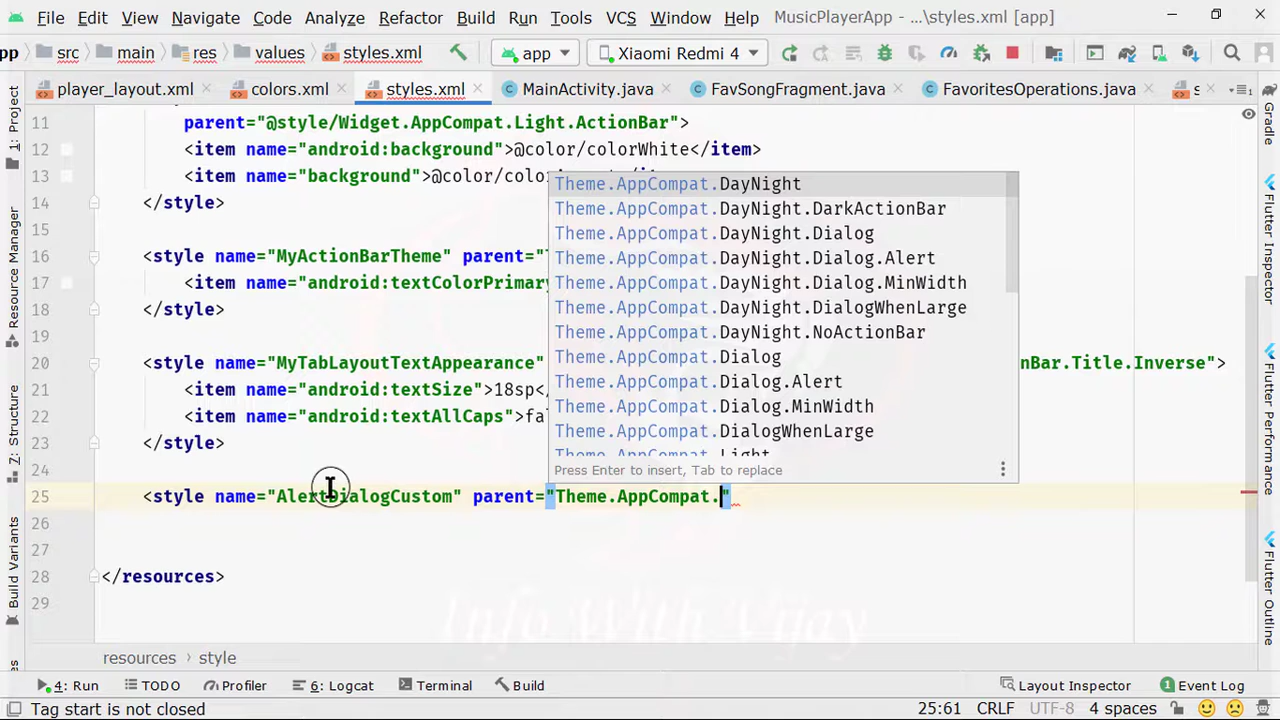 File Edit View Navigate Code Analyze Refactor Build Run Tools VCS Window Help MusicPlayerApp - ...\styles.xml [app]
pp src main res values styles.xml app Xiaomi Redmi 4
player_layout.xml colors.xml styles.xml MainActivity.java FavSongFragment.java FavoritesOperations.java s
11 parent="@style/Widget.AppCompat.Light.ActionBar">
12 <item name="android:background">@color/colorWhite</item>
13 <item name="background">@color/colo
14 </style>
15
16 <style name="MyActionBarTheme" parent="
17 <item name="android:textColorPrimary
18 </style>
19
20 <style name="MyTabLayoutTextAppearance" nBar.Title.Inverse">
21 <item name="android:textSize">18sp</
22 <item name="android:textAllCaps">fa
23 </style>
24
25 <style name="AlertDialogCustom" parent="Theme.AppCompat."
26
27
28 </resources>
29
Theme.AppCompat.DayNight
Theme.AppCompat.DayNight.DarkActionBar
Theme.AppCompat.DayNight.Dialog
Theme.AppCompat.DayNight.Dialog.Alert
Theme.AppCompat.DayNight.Dialog.MinWidth
Theme.AppCompat.DayNight.DialogWhenLarge
Theme.AppCompat.DayNight.NoActionBar
Theme.AppCompat.Dialog
Theme.AppCompat.Dialog.Alert
Theme.AppCompat.Dialog.MinWidth
Theme.AppCompat.DialogWhenLarge
Theme.AppCompat.Light
Press Enter to insert, Tab to replace
1: Project
Resource Manager
Z: Structure
Build Variants
Gradle
Flutter Inspector
Flutter Performance
Flutter Outline
Info With Vijay
resources style
4: Run TODO Profiler 6: Logcat Terminal Build Layout Inspector 1 Event Log
Tag start is not closed 25:61 CRLF UTF-8 4 spaces